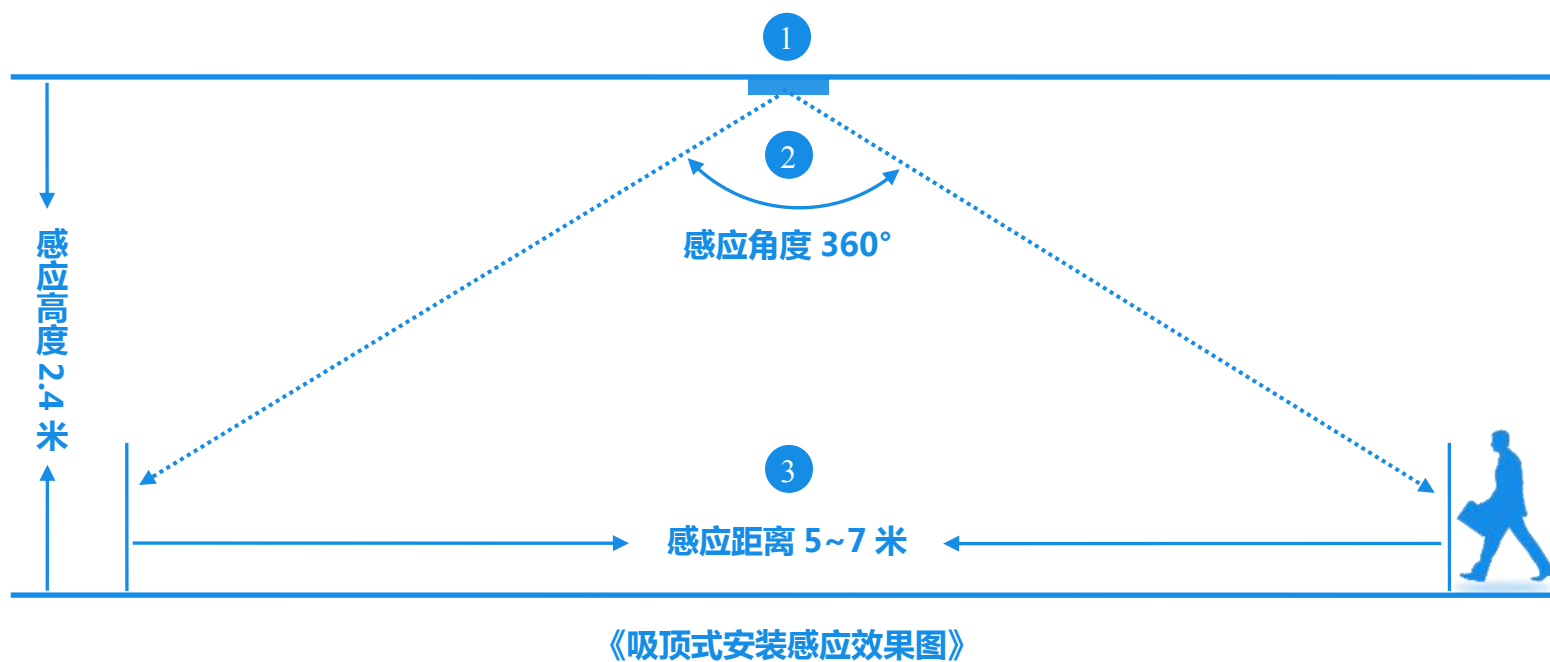 1
2
感应角度 360°
感应高度 2.4 米
3
感应距离 5~7 米
《吸顶式安装感应效果图》